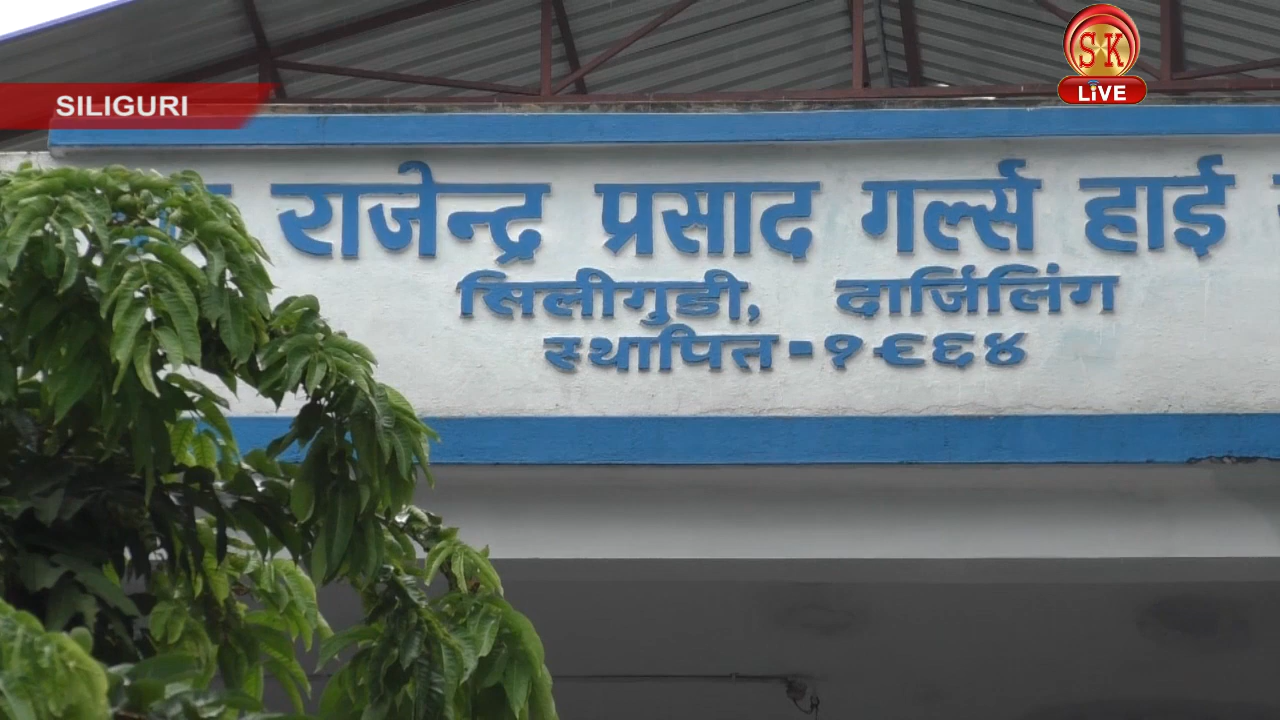 SK
LiVE
SILIGURI
राजेन्द्र प्रसाद गर्ल्स हाई
सिलीगुडी, दार्जिलिंग
स्थापित-१९६४